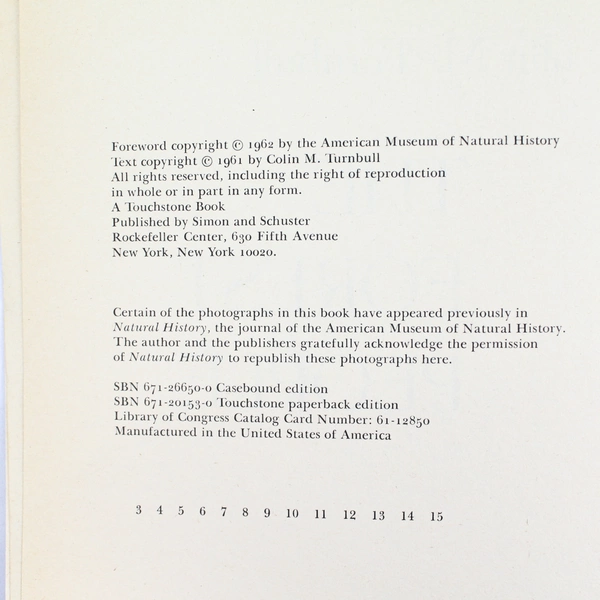 Foreword copyright © 1962 by the American Museum of Natural History
Text copyright © 1961 by Colin M. Turnbull
All rights reserved, including the right of reproduction
in whole or in part in any form.
A Touchstone Book
Published by Simon and Schuster
Rockefeller Center, 630 Fifth Avenue
New York, New York 10020.
Certain of the photographs in this book have appeared previously in
Natural History, the journal of the American Museum of Natural History.
The author and the publishers gratefully acknowledge the permission
of Natural History to republish these photographs here.
SBN 671-26650-0 Casebound edition
SBN 671-20153-0 Touchstone paperback edition
Library of Congress Catalog Card Number: 61-12850
Manufactured in the United States of America
3 4 5 6 7 8 9 10 11 12 13 14 15